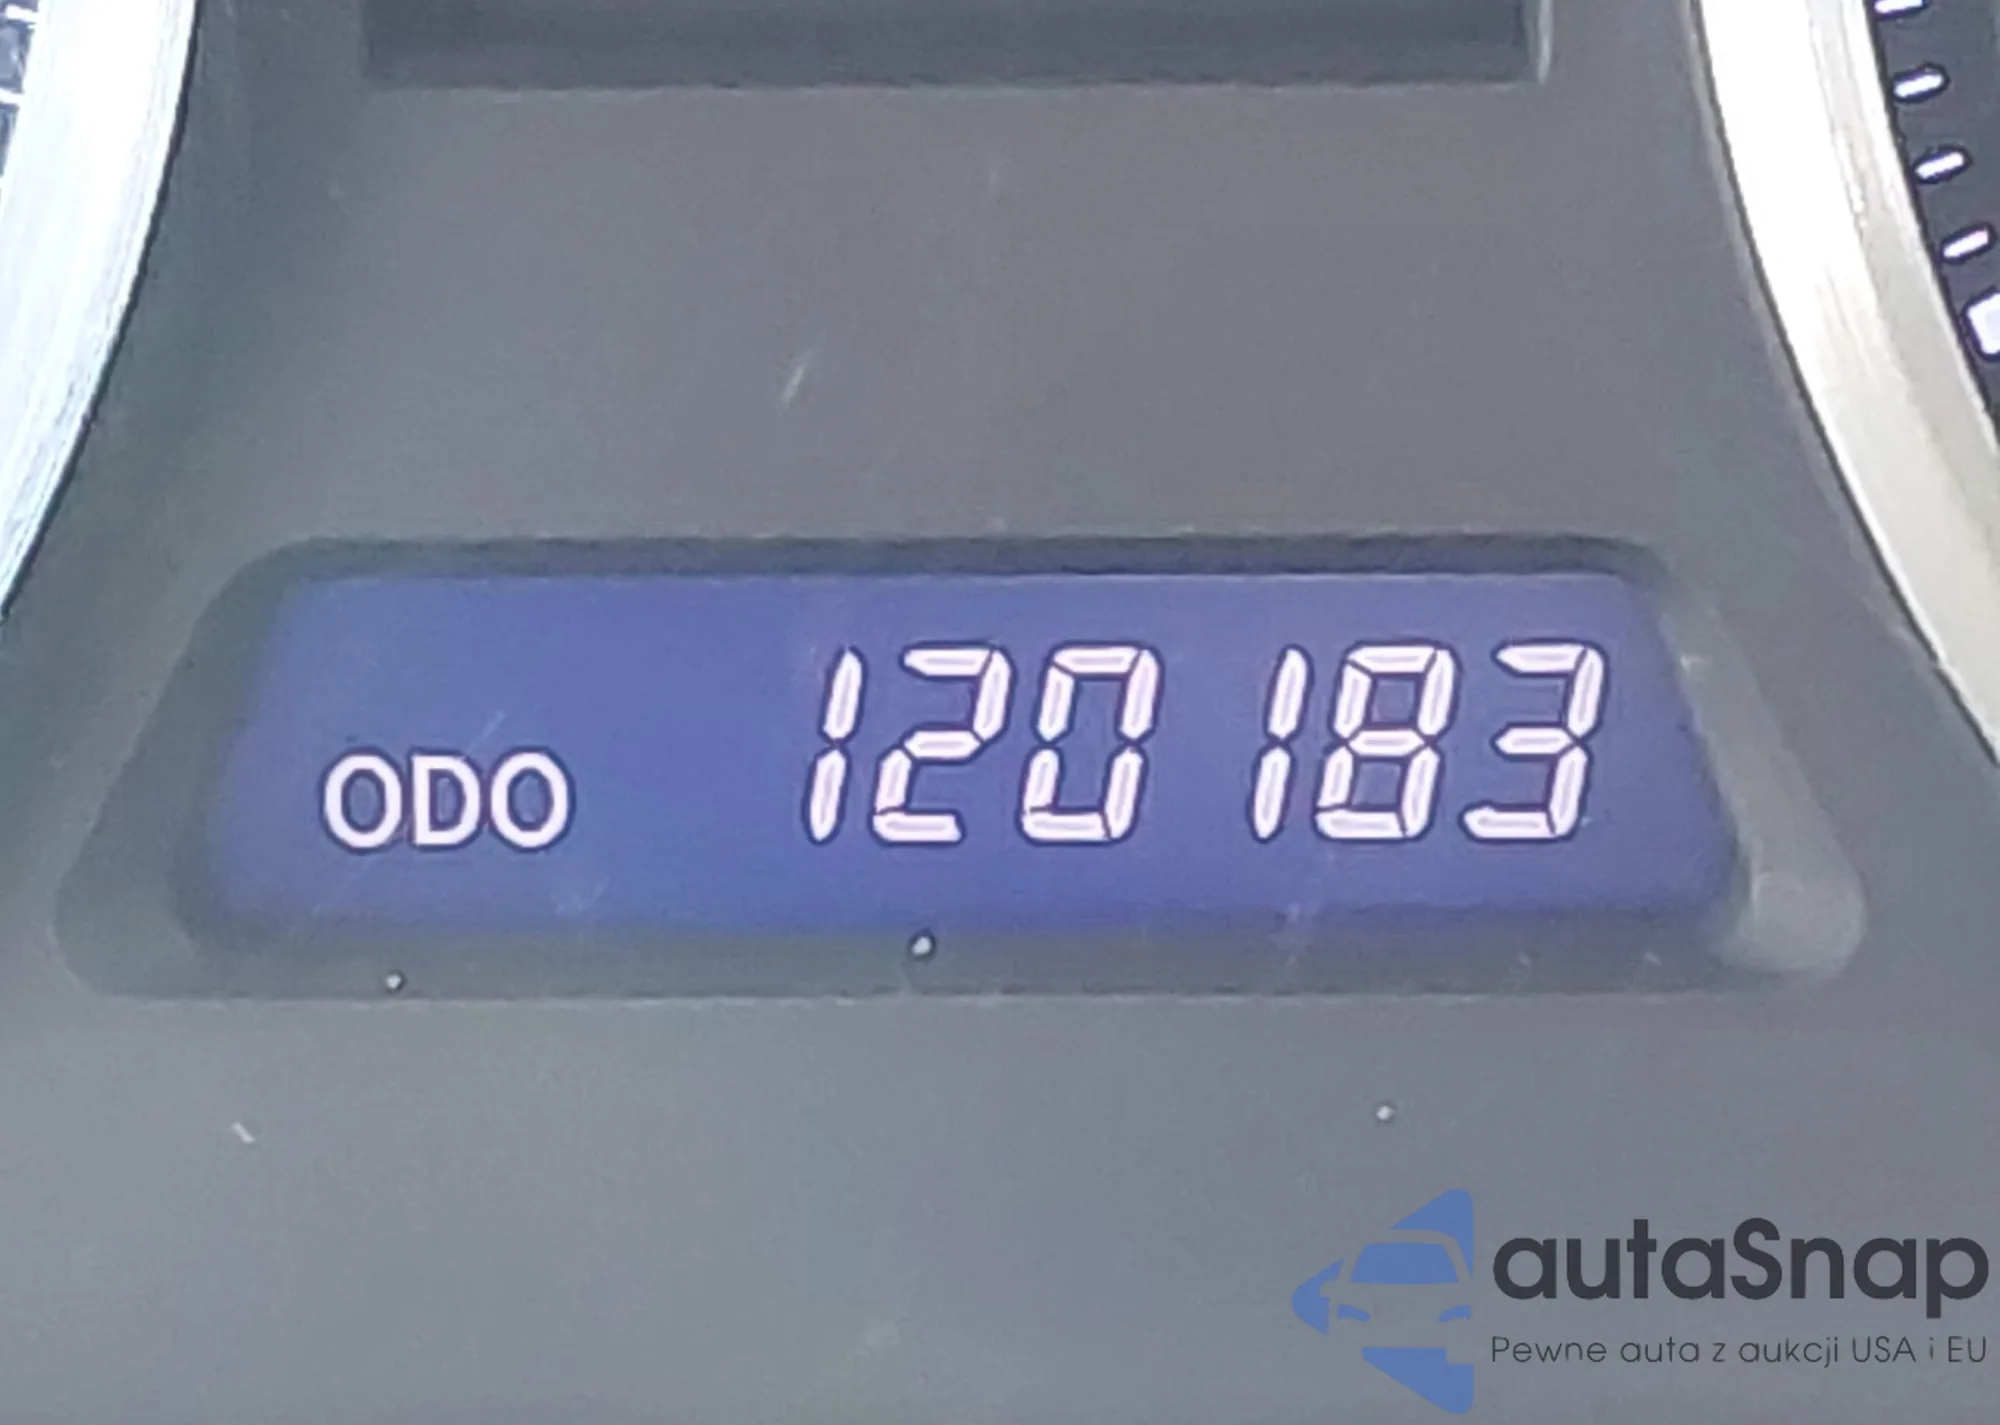 ODO 120183
autaSnap
Pewne auta z aukcji USA i EU